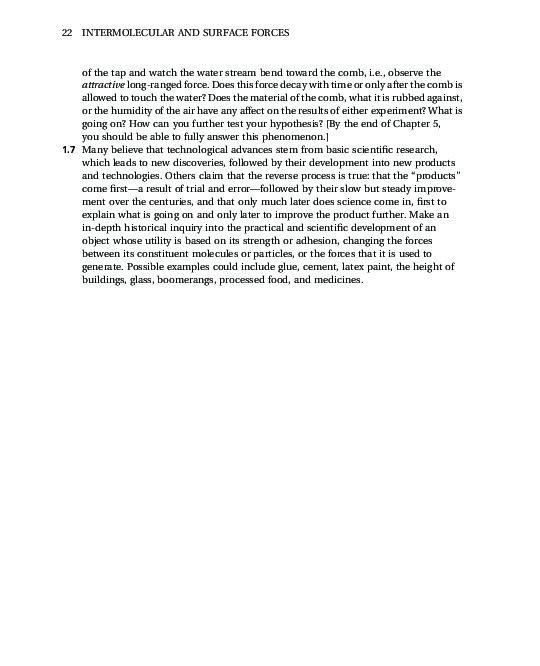 22 INTERMOLECULAR AND SURFACE FORCES
of the tap and watch the water stream bend toward the comb, i.e., observe the
attractive long-ranged force. Does this force decay with time or only after the comb is
allowed to touch the water? Does the material of the comb, what it is rubbed against,
or the humidity of the air have any affect on the results of either experiment? What is
going on? How can you further test your hypothesis? [By the end of Chapter 5,
you should be able to fully answer this phenomenon.]
1.7 Many believe that technological advances stem from basic scientific research,
which leads to new discoveries, followed by their development into new products
and technologies. Others claim that the reverse process is true: that the “products”
come first—a result of trial and error—followed by their slow but steady improve-
ment over the centuries, and that only much later does science come in, first to
explain what is going on and only later to improve the product further. Make an
in-depth historical inquiry into the practical and scientific development of an
object whose utility is based on its strength or adhesion, changing the forces
between its constituent molecules or particles, or the forces that it is used to
generate. Possible examples could include glue, cement, latex paint, the height of
buildings, glass, boomerangs, processed food, and medicines.